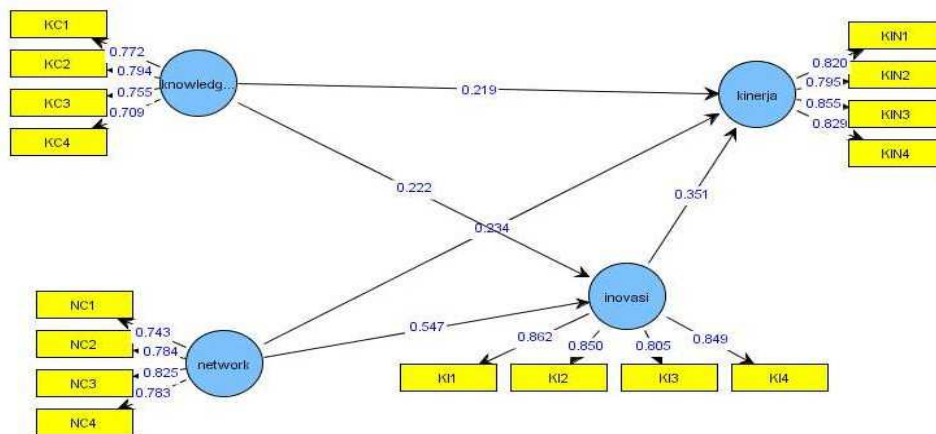 KC1
0.772
KC2
0.794
KC3
0.755
KC4
0.709
knowledg...
0.219
kinerja
KIN1
0.820
KIN2
0.795
KIN3
0.855
KIN4
0.829
0.222
0.234
0.351
inovasi
NC1
0.743
NC2
0.784
NC3
0.825
NC4
0.783
network
0.547
0.862
0.850
0.805
0.849
KI1
KI2
KI3
KI4